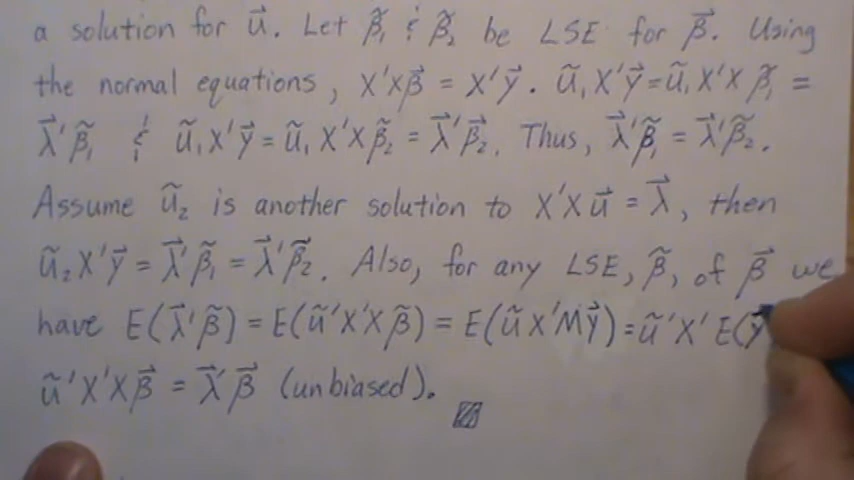 a solution for u⃗. Let β̃₁ & β̃₂ be LSE for β⃗. Using
the normal equations, X'Xβ⃗ = X'y⃗. ũ₁X'y⃗ = ũ₁X'Xβ̃₁ =
λ⃗'β̃₁ & ũ₁X'y⃗ = ũ₁X'Xβ̃₂ = λ⃗'β̃₂. Thus, λ⃗'β̃₁ = λ⃗'β̃₂.
Assume ũ₂ is another solution to X'Xu⃗ = λ⃗, then
ũ₂X'y⃗ = λ⃗'β̃₁ = λ⃗'β̃₂. Also, for any LSE, β̃, of β⃗ we
have E(λ⃗'β̃) = E(ũ'X'Xβ̃) = E(ũX'My⃗) = ũ'X'E(y⃗
ũ'X'Xβ⃗ = λ⃗'β⃗ (unbiased).